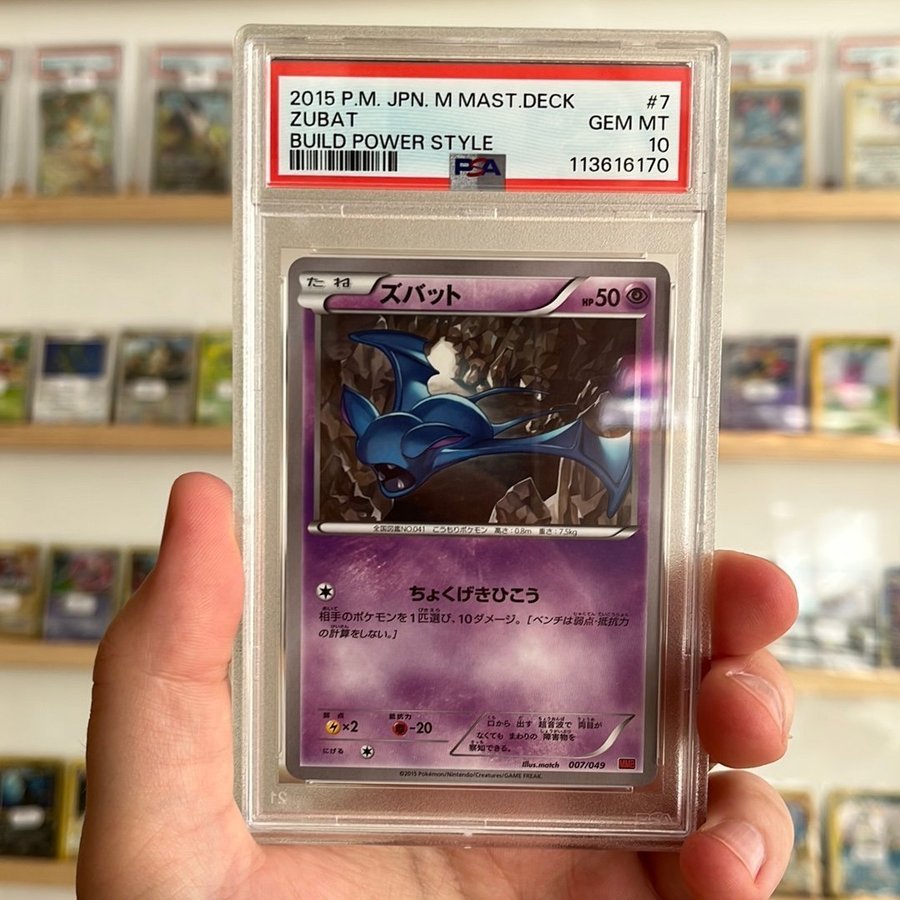 2015 P.M. JPN. M MAST.DECK #7
ZUBAT GEM MT
BUILD POWER STYLE 10
PSA 113616170
たね ズバット HP50
全国図鑑NO.041 こうもりポケモン 高さ:0.8m 重さ:7.5kg
ちょくげきひこう
相手のポケモンを1匹選び、10ダメージ。[ベンチは弱点・抵抗力
の計算をしない。]
弱点 抵抗力
×2 -20
にげる
口から 出す 超音波で 両目が
なくても まわりの 障害物を
察知できる。
Illus.match 007/049 MMB
©2015 Pokémon/Nintendo/Creatures/GAME FREAK.